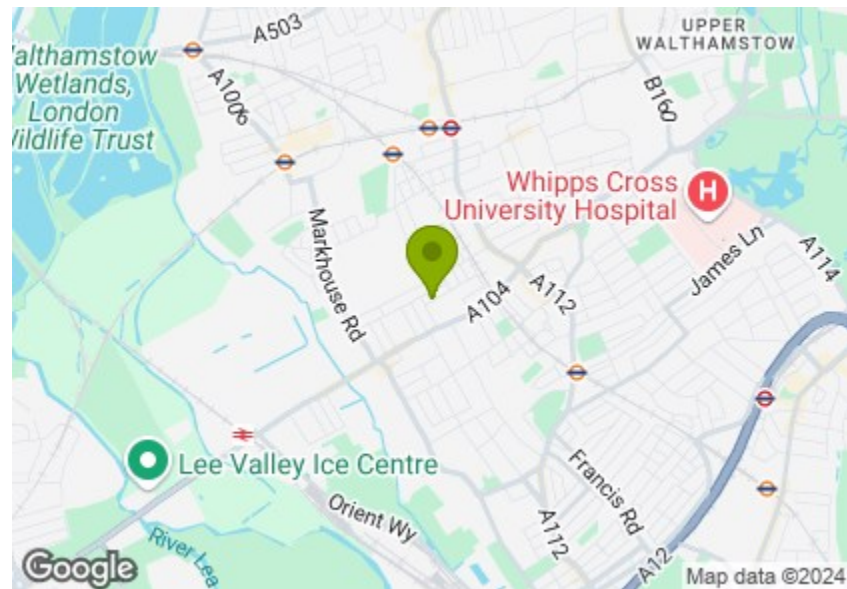 UPPER
WALTHAMSTOW
A503
althamstow
Wetlands,
London
Wildlife Trust
A1006
B160
Whipps Cross
University Hospital
H
James Ln
A114
Markhouse Rd
A104
A112
Lee Valley Ice Centre
Francis Rd
Orient Wy
A112
River Lea
A12
Google
Map data ©2024